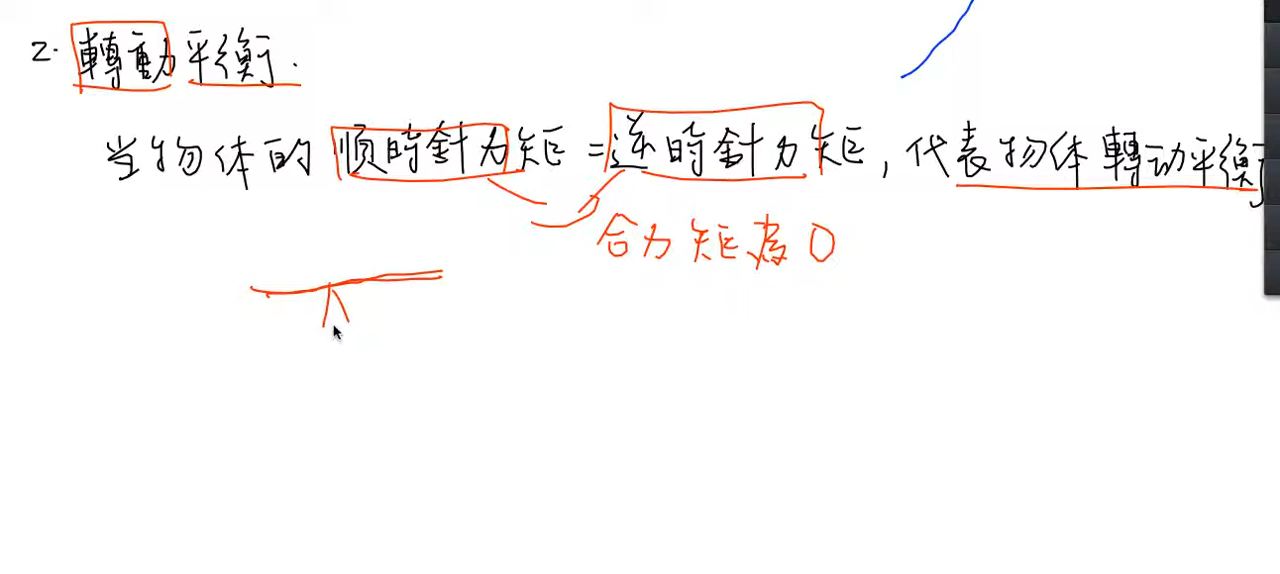 2. 轉動平衡.
当物体的 順時針力矩 = 逆時針力矩, 代表物体轉动平衡
合力矩為 0